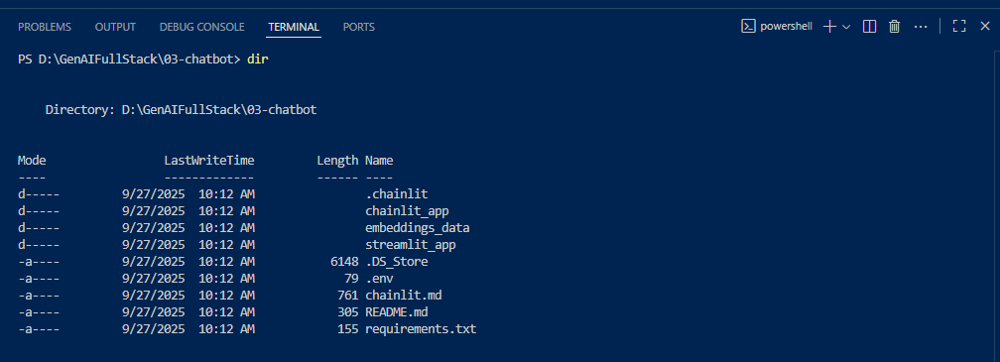 PROBLEMS OUTPUT DEBUG CONSOLE TERMINAL PORTS powershell
PS D:\GenAIFullStack\03-chatbot> dir
Directory: D:\GenAIFullStack\03-chatbot
Mode LastWriteTime Length Name
---- ------------- ------ ----
d----- 9/27/2025 10:12 AM .chainlit
d----- 9/27/2025 10:12 AM chainlit_app
d----- 9/27/2025 10:12 AM embeddings_data
d----- 9/27/2025 10:12 AM streamlit_app
-a---- 9/27/2025 10:12 AM 6148 .DS_Store
-a---- 9/27/2025 10:12 AM 79 .env
-a---- 9/27/2025 10:12 AM 761 chainlit.md
-a---- 9/27/2025 10:12 AM 305 README.md
-a---- 9/27/2025 10:12 AM 155 requirements.txt